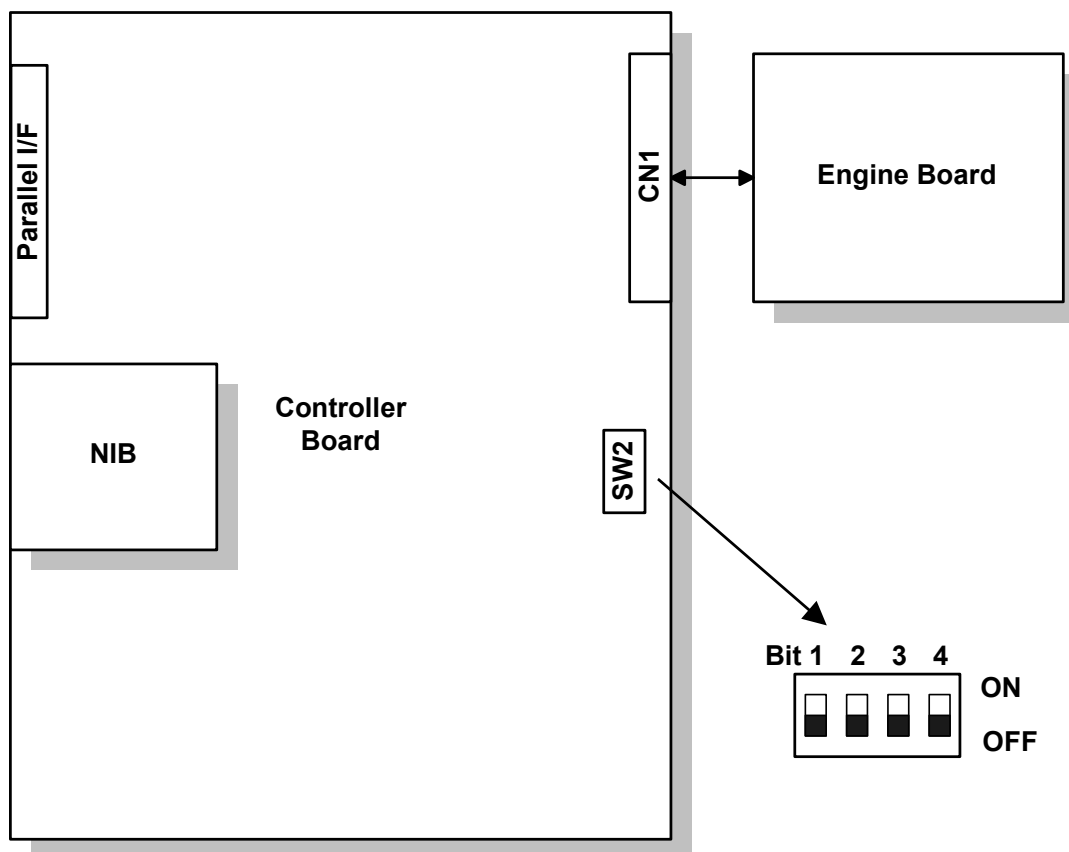 Parallel I/F
CN1
Engine Board
Controller
Board
NIB
SW2
Bit 1 2 3 4
ON
OFF